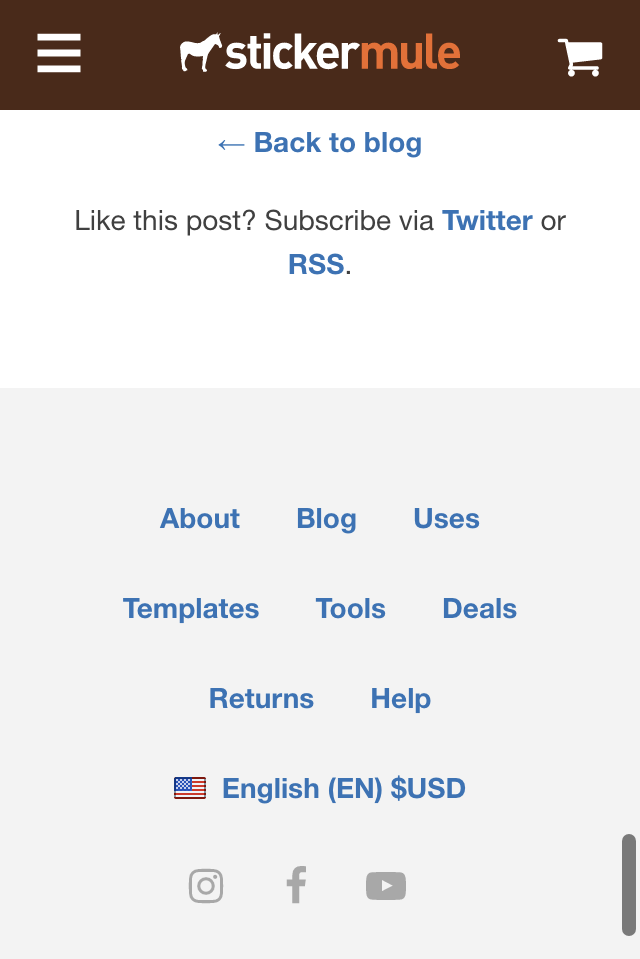 stickermule
← Back to blog
Like this post? Subscribe via Twitter or
RSS.
About Blog Uses
Templates Tools Deals
Returns Help
English (EN) $USD